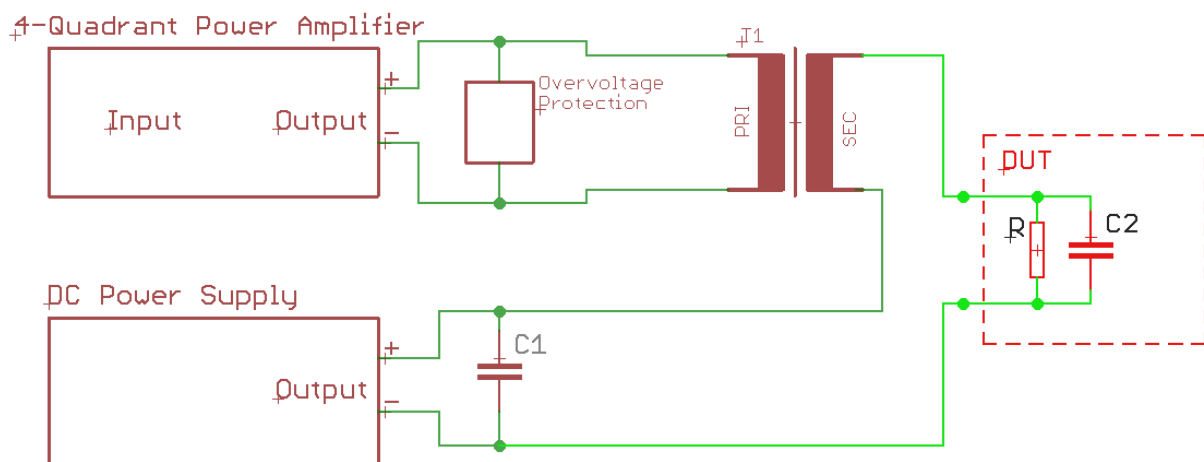 4-Quadrant Power Amplifier
+
Input
Output
-
Overvoltage
Protection
T1
PRI
SEC
DUT
R
C2
DC Power Supply
+
C1
Output
-